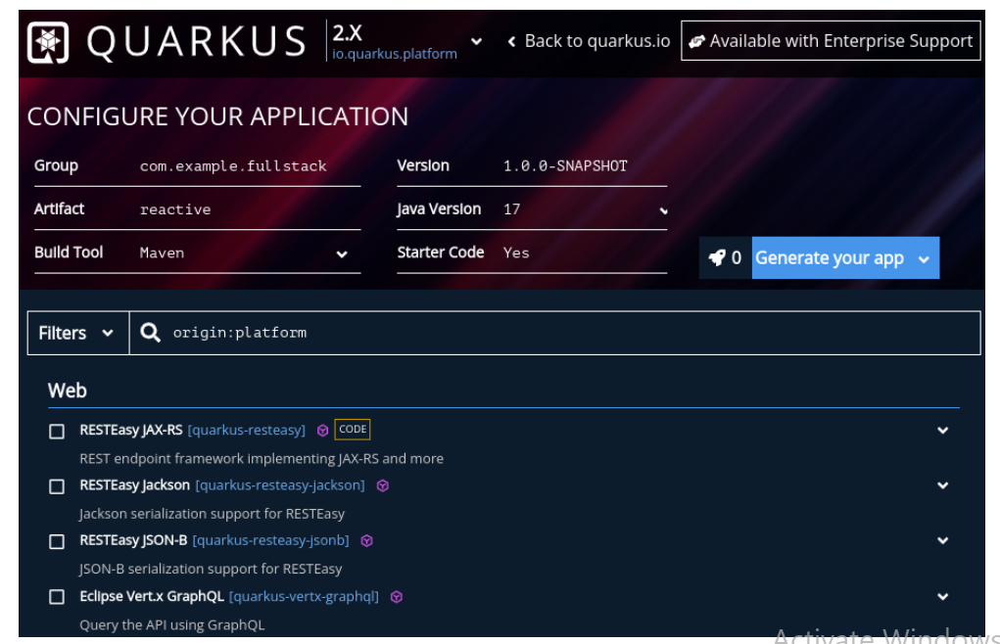 QUARKUS 2.X
io.quarkus.platform
Back to quarkus.io
Available with Enterprise Support
CONFIGURE YOUR APPLICATION
Group com.example.fullstack Version 1.0.0-SNAPSHOT
Artifact reactive Java Version 17
Build Tool Maven Starter Code Yes
0 Generate your app
Filters origin:platform
Web
RESTEasy JAX-RS [quarkus-resteasy] CODE
REST endpoint framework implementing JAX-RS and more
RESTEasy Jackson [quarkus-resteasy-jackson]
Jackson serialization support for RESTEasy
RESTEasy JSON-B [quarkus-resteasy-jsonb]
JSON-B serialization support for RESTEasy
Eclipse Vert.x GraphQL [quarkus-vertx-graphql]
Query the API using GraphQL
Activate Windows